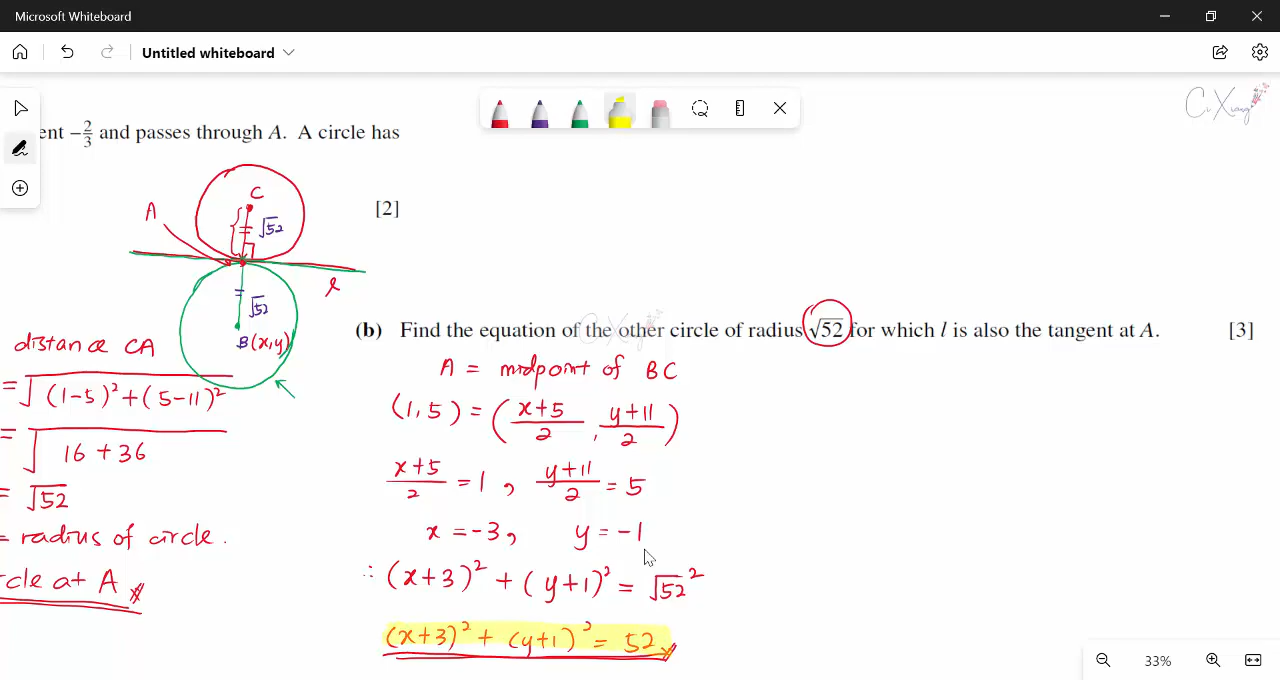 Microsoft Whiteboard
Untitled whiteboard
Ci Xiang
ent -2/3 and passes through A. A circle has
[2]
C
A
√52
l
√52
B(x,y)
distance CA
= √(1-5)² + (5-11)²
= √16 + 36
= √52
= radius of circle.
cle at A
(b) Find the equation of the other circle of radius √52 for which l is also the tangent at A. [3]
A = midpoint of BC
(1, 5) = ( x+5/2 , y+11/2 )
x+5/2 = 1 , y+11/2 = 5
x = -3, y = -1
∴ (x+3)² + (y+1)² = √52²
(x+3)² + (y+1)² = 52
33%